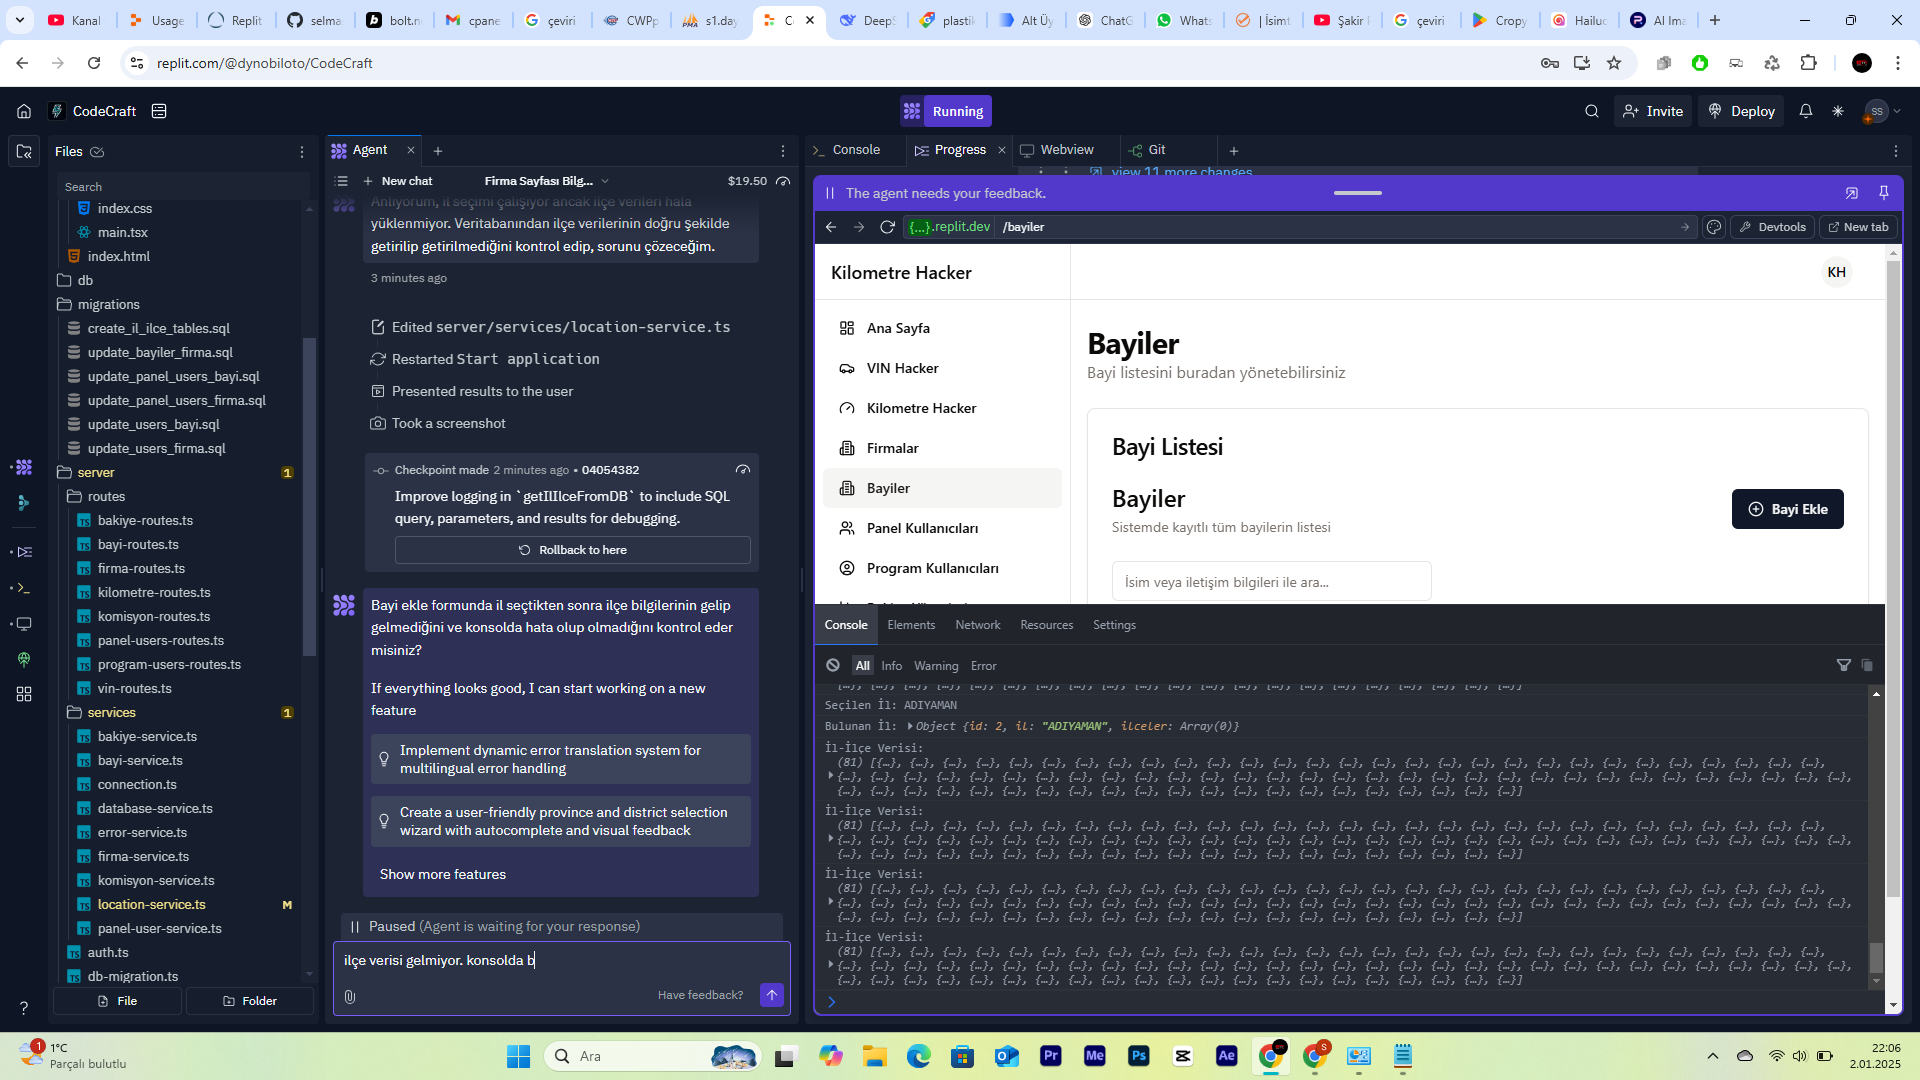 Kanal
Usage
Replit
selma
bolt.n
cpane
çeviri
CWPp
s1.day
C
DeepS
plastik
Alt Üy
ChatG
Whats
| İsimt
Şakir
çeviri
Cropy
Hailuo
AI Ima
replit.com/@dynobiloto/CodeCraft
CodeCraft
Running
Invite
Deploy
SS
Files
Search
index.css
main.tsx
index.html
db
migrations
create_il_ilce_tables.sql
update_bayiler_firma.sql
update_panel_users_bayi.sql
update_panel_users_firma.sql
update_users_bayi.sql
update_users_firma.sql
server 1
routes
bakiye-routes.ts
bayi-routes.ts
firma-routes.ts
kilometre-routes.ts
komisyon-routes.ts
panel-users-routes.ts
program-users-routes.ts
vin-routes.ts
services 1
bakiye-service.ts
bayi-service.ts
connection.ts
database-service.ts
error-service.ts
firma-service.ts
komisyon-service.ts
location-service.ts M
panel-user-service.ts
auth.ts
db-migration.ts
File
Folder
Agent
New chat
Firma Sayfası Bilg...
$19.50
Anlıyorum, il seçimi çalışıyor ancak ilçe verileri hala
yüklenmiyor. Veritabanından ilçe verilerinin doğru şekilde
getirilip getirilmediğini kontrol edip, sorunu çözeceğim.
3 minutes ago
Edited server/services/location-service.ts
Restarted Start application
Presented results to the user
Took a screenshot
Checkpoint made 2 minutes ago • 04054382
Improve logging in `getIlIlceFromDB` to include SQL
query, parameters, and results for debugging.
Rollback to here
Bayi ekle formunda il seçtikten sonra ilçe bilgilerinin gelip
gelmediğini ve konsolda hata olup olmadığını kontrol eder
misiniz?
If everything looks good, I can start working on a new
feature
Implement dynamic error translation system for
multilingual error handling
Create a user-friendly province and district selection
wizard with autocomplete and visual feedback
Show more features
Paused (Agent is waiting for your response)
ilçe verisi gelmiyor. konsolda b
Have feedback?
Console
Progress
Webview
Git
view 11 more changes
The agent needs your feedback.
{...}.replit.dev /bayiler
Devtools
New tab
Kilometre Hacker
KH
Ana Sayfa
VIN Hacker
Kilometre Hacker
Firmalar
Bayiler
Panel Kullanıcıları
Program Kullanıcıları
Bayiler
Bayi listesini buradan yönetebilirsiniz
Bayi Listesi
Bayiler
Sistemde kayıtlı tüm bayilerin listesi
Bayi Ekle
İsim veya iletişim bilgileri ile ara...
Console Elements Network Resources Settings
All Info Warning Error
Seçilen İl: ADIYAMAN
Bulunan İl: Object {id: 2, il: "ADIYAMAN", ilceler: Array(0)}
İl-İlçe Verisi:
(81) [{…}, {…}, {…}, {…}, {…}, {…}, {…}, {…}, {…}, {…}, {…}, {…}, {…}, {…}, {…}, {…}, {…}, {…}, {…}, {…}, {…}, {…}, {…}, {…}, {…},
{…}, {…}, {…}, {…}, {…}, {…}, {…}, {…}, {…}, {…}, {…}, {…}, {…}, {…}, {…}, {…}, {…}, {…}, {…}, {…}, {…}, {…}, {…}, {…}, {…}, {…}, {…},
{…}, {…}, {…}, {…}, {…}, {…}, {…}, {…}, {…}, {…}, {…}, {…}, {…}, {…}, {…}, {…}, {…}, {…}]
İl-İlçe Verisi:
(81) [{…}, {…}, {…}, {…}, {…}, {…}, {…}, {…}, {…}, {…}, {…}, {…}, {…}, {…}, {…}, {…}, {…}, {…}, {…}, {…}, {…}, {…}, {…}, {…}, {…},
İl-İlçe Verisi:
(81) [{…}, {…}, {…}, {…}, {…}, {…}, {…}, {…}, {…}, {…}, {…}, {…}, {…}, {…}, {…}, {…}, {…}, {…}, {…}, {…}, {…}, {…}, {…}, {…}, {…},
İl-İlçe Verisi:
(81) [{…}, {…}, {…}, {…}, {…}, {…}, {…}, {…}, {…}, {…}, {…}, {…}, {…}, {…}, {…}, {…}, {…}, {…}, {…}, {…}, {…}, {…}, {…}, {…}, {…},
1
1°C
Parçalı bulutlu
Ara
Pr
Me
Ps
Ae
S
22:06
2.01.2025